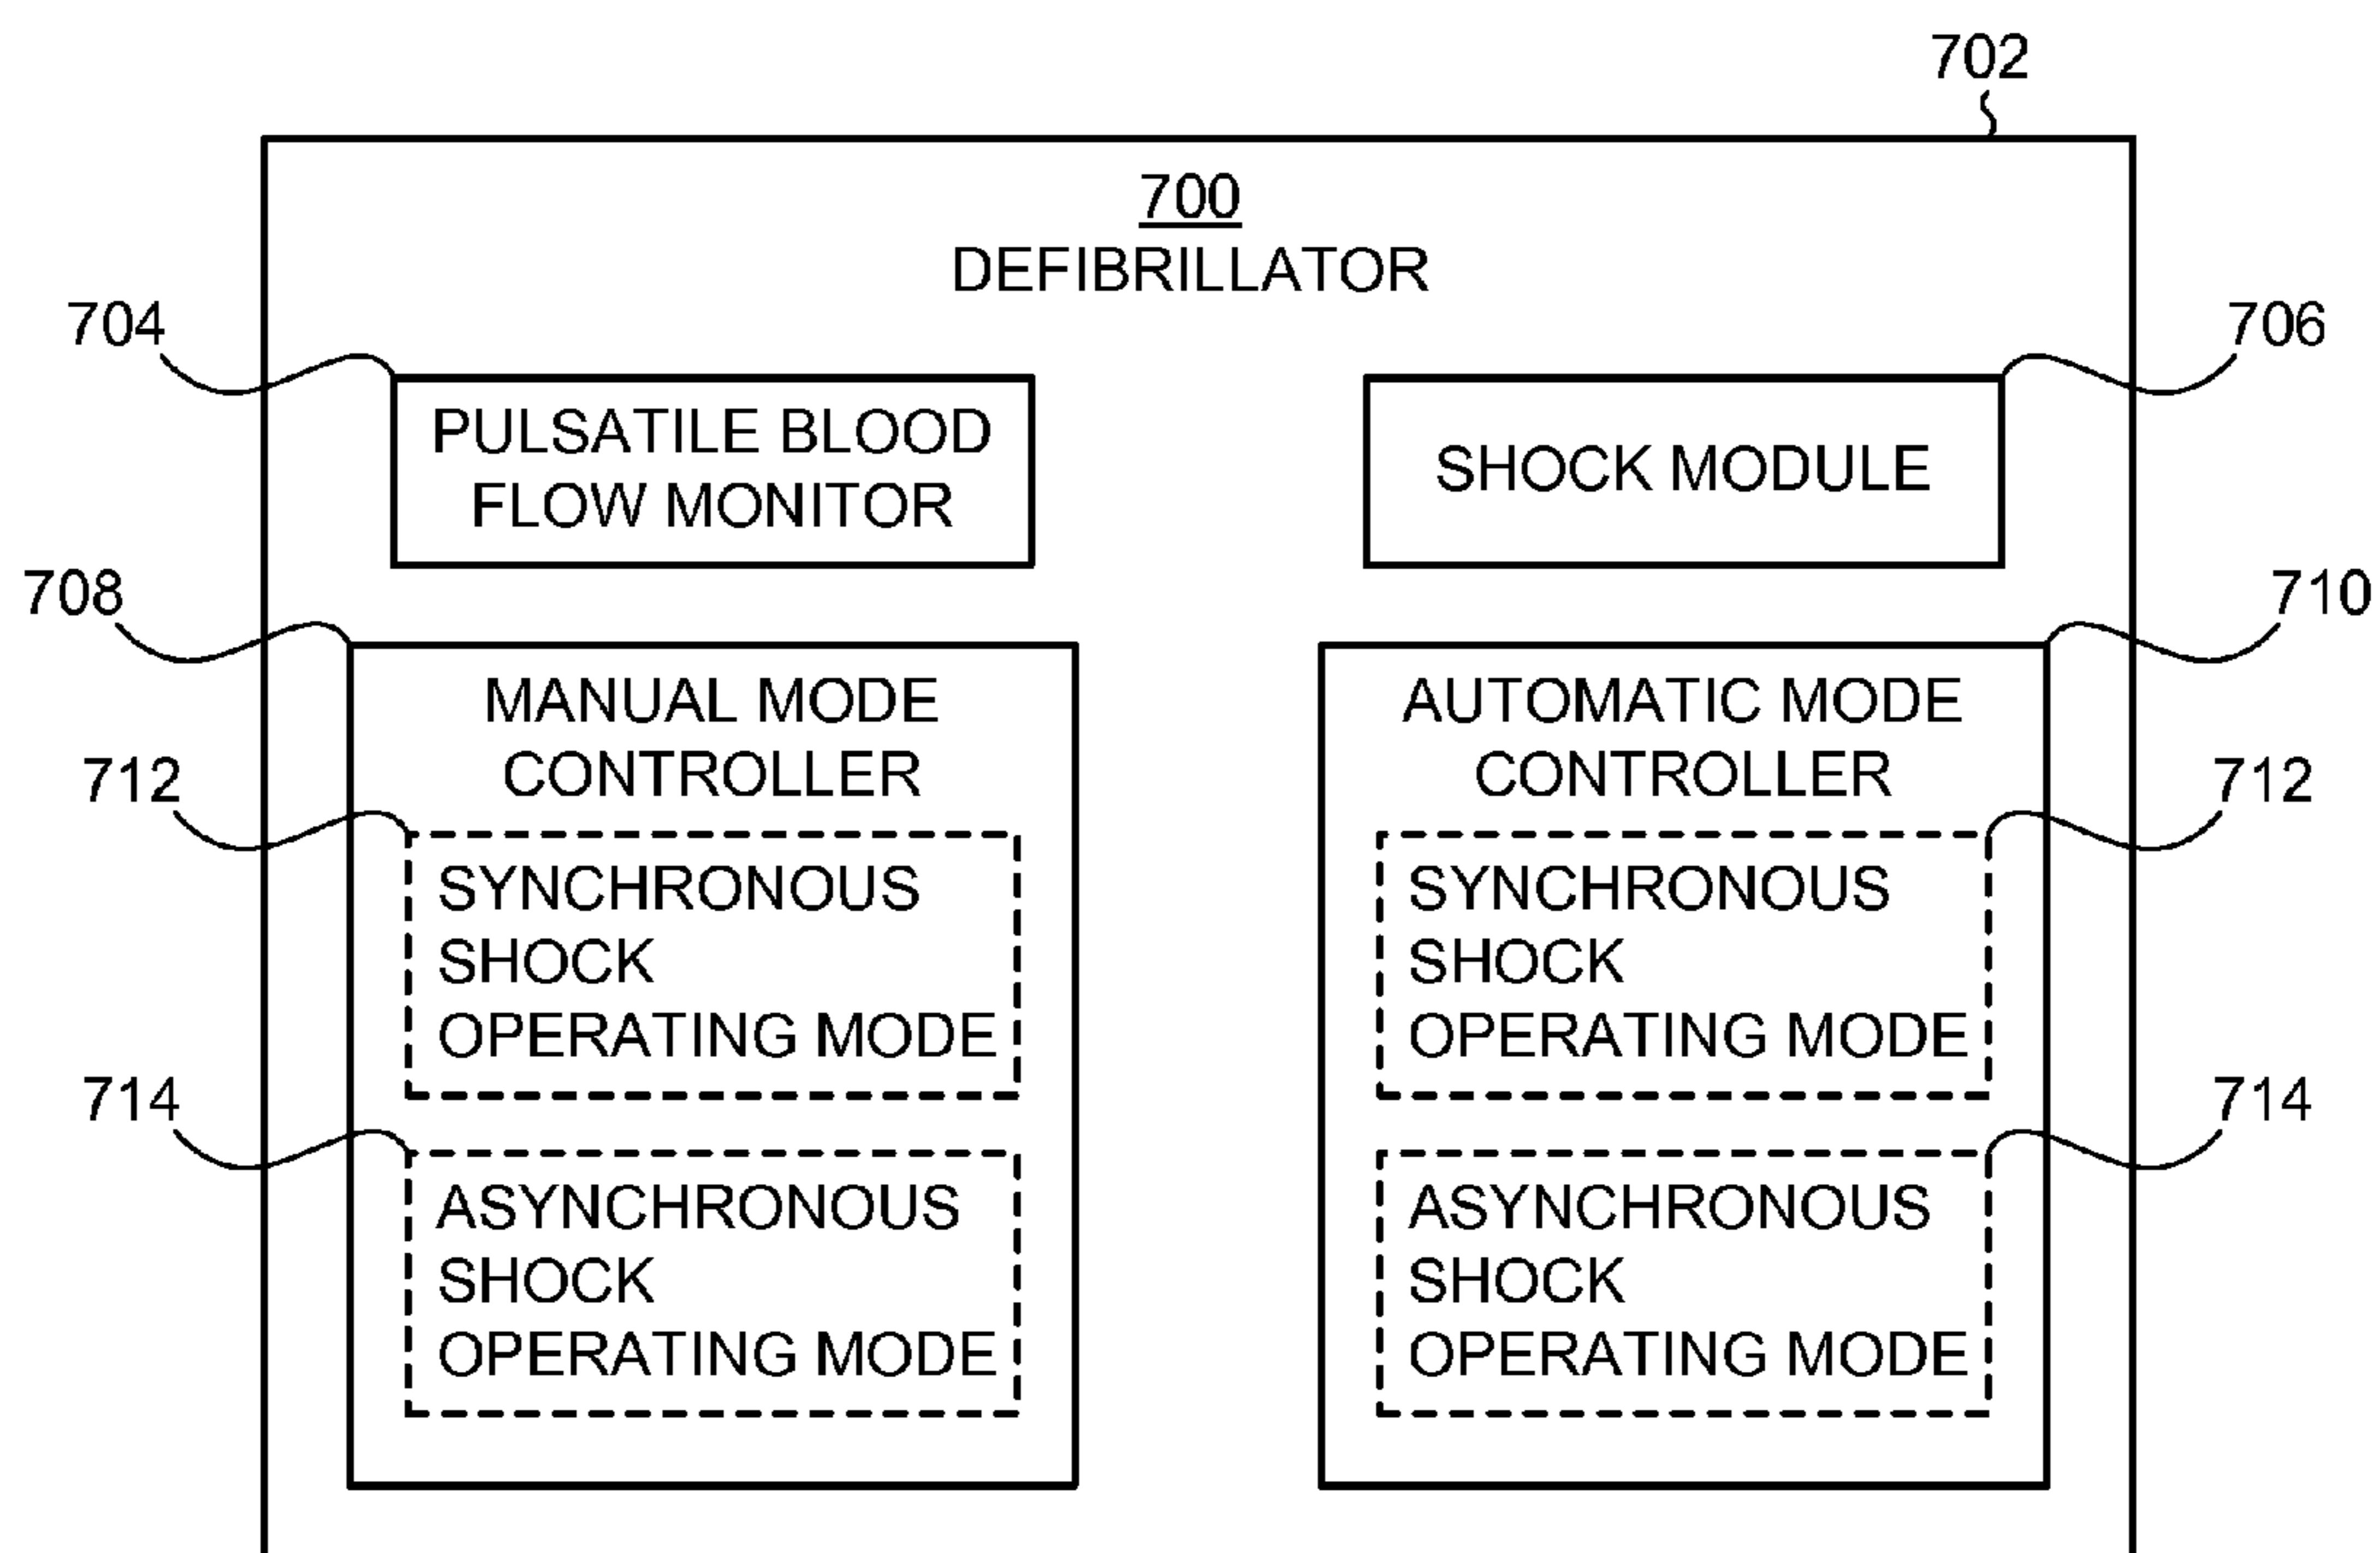 702
700
DEFIBRILLATOR
704
706
PULSATILE BLOOD
FLOW MONITOR
SHOCK MODULE
708
710
MANUAL MODE
CONTROLLER
AUTOMATIC MODE
CONTROLLER
712
712
SYNCHRONOUS
SHOCK
OPERATING MODE
SYNCHRONOUS
SHOCK
OPERATING MODE
714
714
ASYNCHRONOUS
SHOCK
OPERATING MODE
ASYNCHRONOUS
SHOCK
OPERATING MODE